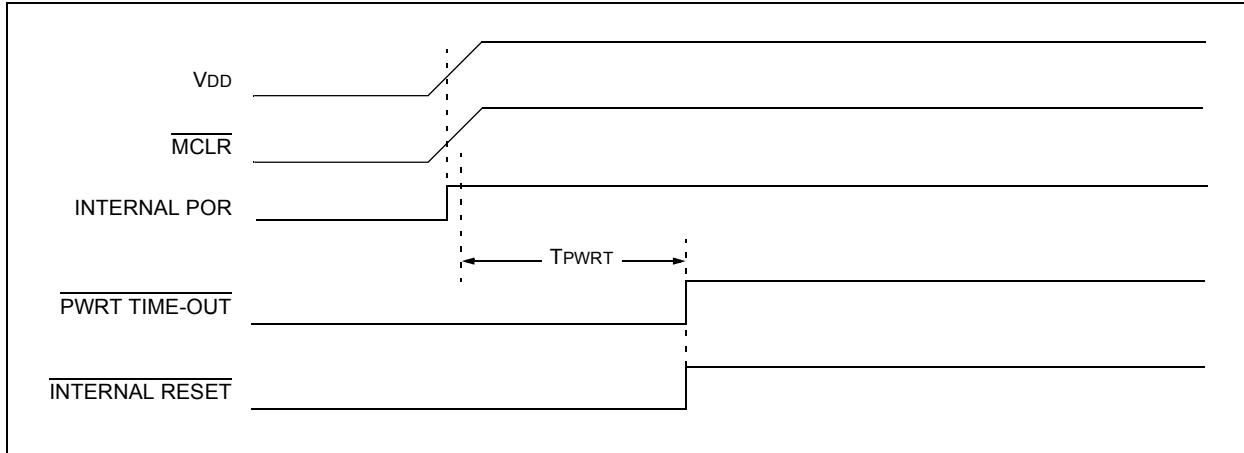 VDD
MCLR
INTERNAL POR
TPWRT
PWRT TIME-OUT
INTERNAL RESET